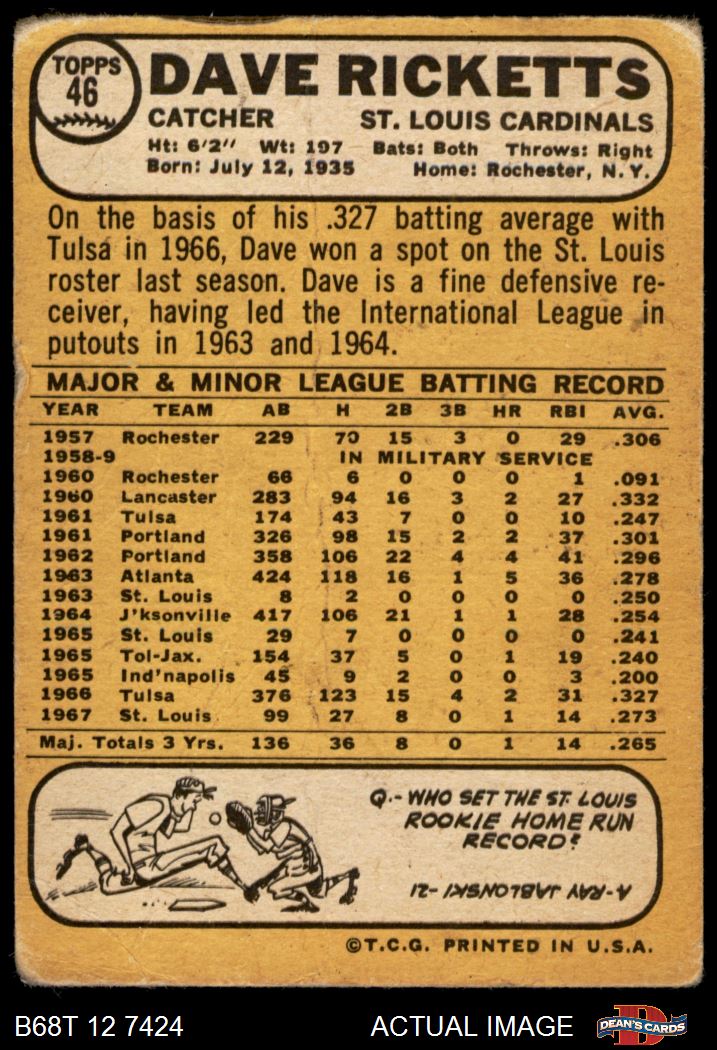 TOPPS
46
DAVE RICKETTS
CATCHER ST. LOUIS CARDINALS
Ht: 6'2" Wt: 197 Bats: Both Throws: Right
Born: July 12, 1935 Home: Rochester, N.Y.
On the basis of his .327 batting average with
Tulsa in 1966, Dave won a spot on the St. Louis
roster last season. Dave is a fine defensive re-
ceiver, having led the International League in
putouts in 1963 and 1964.
MAJOR & MINOR LEAGUE BATTING RECORD
YEAR TEAM AB H 2B 3B HR RBI AVG.
1957 Rochester 229 70 15 3 0 29 .306
1958-9 IN MILITARY SERVICE
1960 Rochester 66 6 0 0 0 1 .091
1960 Lancaster 283 94 16 3 2 27 .332
1961 Tulsa 174 43 7 0 0 10 .247
1961 Portland 326 98 15 2 2 37 .301
1962 Portland 358 106 22 4 4 41 .296
1963 Atlanta 424 118 16 1 5 36 .278
1963 St. Louis 8 2 0 0 0 0 .250
1964 J'ksonville 417 106 21 1 1 28 .254
1965 St. Louis 29 7 0 0 0 0 .241
1965 Tol-Jax. 154 37 5 0 1 19 .240
1965 Ind'napolis 45 9 2 0 0 3 .200
1966 Tulsa 376 123 15 4 2 31 .327
1967 St. Louis 99 27 8 0 1 14 .273
Maj. Totals 3 Yrs. 136 36 8 0 1 14 .265
Q.- WHO SET THE ST. LOUIS
ROOKIE HOME RUN
RECORD?
A-RAY JABLONSKI -21
©T.C.G. PRINTED IN U.S.A.
B68T 12 7424 ACTUAL IMAGE
D
DEAN'S CARDS